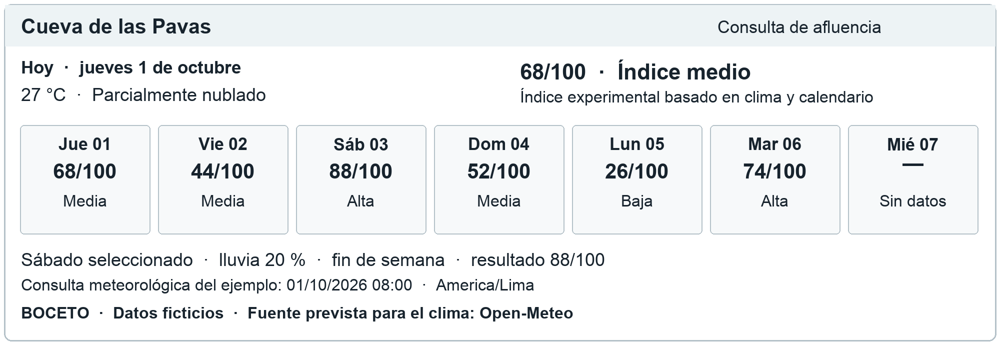 Cueva de las Pavas
Consulta de afluencia
Hoy · jueves 1 de octubre
27 °C · Parcialmente nublado
68/100 · Índice medio
Índice experimental basado en clima y calendario
Jue 01
68/100
Media
Vie 02
44/100
Media
Sáb 03
88/100
Alta
Dom 04
52/100
Media
Lun 05
26/100
Baja
Mar 06
74/100
Alta
Mié 07
—
Sin datos
Sábado seleccionado · lluvia 20 % · fin de semana · resultado 88/100
Consulta meteorológica del ejemplo: 01/10/2026 08:00 · America/Lima
BOCETO · Datos ficticios · Fuente prevista para el clima: Open-Meteo